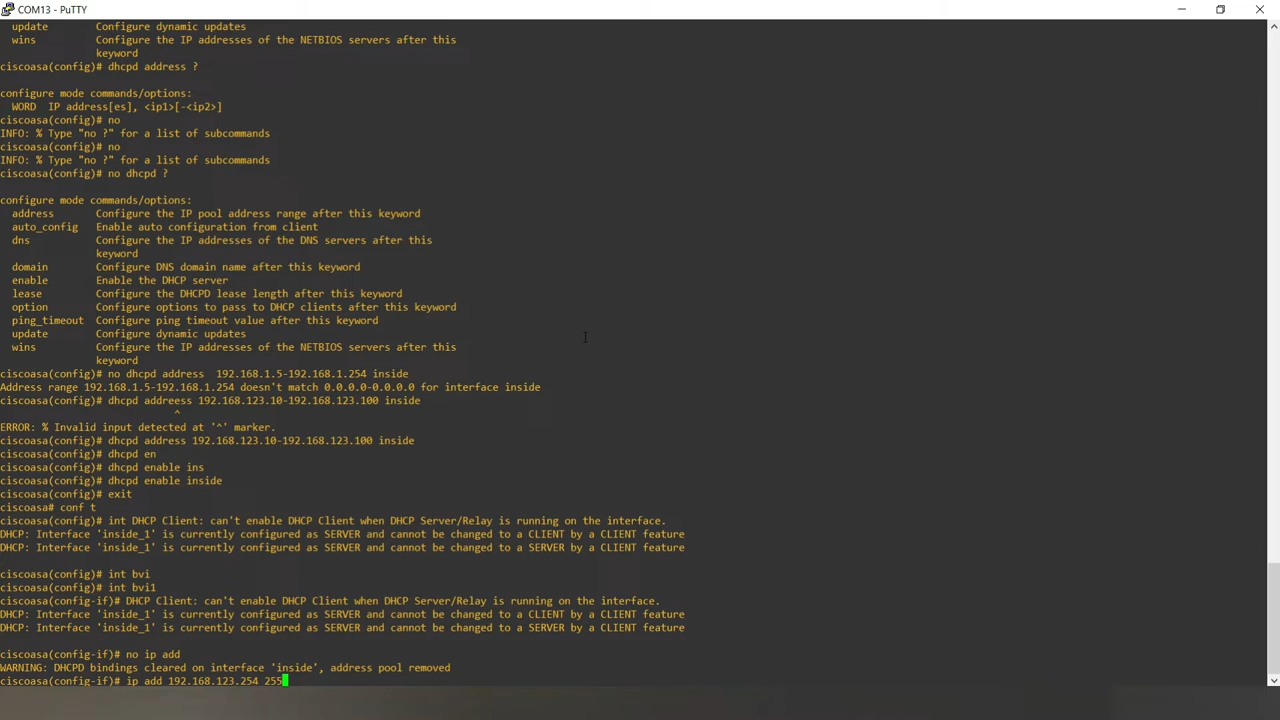 COM13 - PuTTY
update Configure dynamic updates
wins Configure the IP addresses of the NETBIOS servers after this
keyword
ciscoasa(config)# dhcpd address ?
configure mode commands/options:
WORD IP address[es], <ip1>[-<ip2>]
ciscoasa(config)# no
INFO: % Type "no ?" for a list of subcommands
ciscoasa(config)# no
INFO: % Type "no ?" for a list of subcommands
ciscoasa(config)# no dhcpd ?
configure mode commands/options:
address Configure the IP pool address range after this keyword
auto_config Enable auto configuration from client
dns Configure the IP addresses of the DNS servers after this
keyword
domain Configure DNS domain name after this keyword
enable Enable the DHCP server
lease Configure the DHCPD lease length after this keyword
option Configure options to pass to DHCP clients after this keyword
ping_timeout Configure ping timeout value after this keyword
update Configure dynamic updates
wins Configure the IP addresses of the NETBIOS servers after this
keyword
ciscoasa(config)# no dhcpd address 192.168.1.5-192.168.1.254 inside
Address range 192.168.1.5-192.168.1.254 doesn't match 0.0.0.0-0.0.0.0 for interface inside
ciscoasa(config)# dhcpd adreess 192.168.123.10-192.168.123.100 inside
^
ERROR: % Invalid input detected at '^' marker.
ciscoasa(config)# dhcpd address 192.168.123.10-192.168.123.100 inside
ciscoasa(config)# dhcpd en
ciscoasa(config)# dhcpd enable ins
ciscoasa(config)# dhcpd enable inside
ciscoasa(config)# exit
ciscoasa# conf t
ciscoasa(config)# int DHCP Client: can't enable DHCP Client when DHCP Server/Relay is running on the interface.
DHCP: Interface 'inside_1' is currently configured as SERVER and cannot be changed to a CLIENT by a CLIENT feature
DHCP: Interface 'inside_1' is currently configured as SERVER and cannot be changed to a SERVER by a CLIENT feature
ciscoasa(config)# int bvi
ciscoasa(config)# int bvi1
ciscoasa(config-if)# DHCP Client: can't enable DHCP Client when DHCP Server/Relay is running on the interface.
DHCP: Interface 'inside_1' is currently configured as SERVER and cannot be changed to a CLIENT by a CLIENT feature
DHCP: Interface 'inside_1' is currently configured as SERVER and cannot be changed to a SERVER by a CLIENT feature
ciscoasa(config-if)# no ip add
WARNING: DHCPD bindings cleared on interface 'inside', address pool removed
ciscoasa(config-if)# ip add 192.168.123.254 255